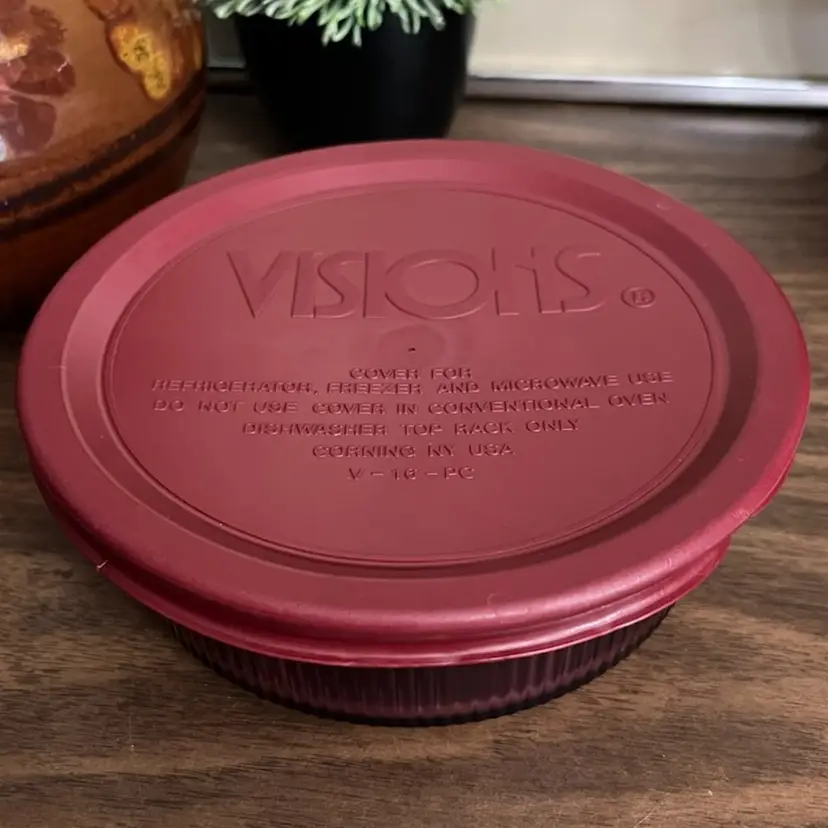 VISIONS ®
COVER FOR
REFRIGERATOR, FREEZER AND MICROWAVE USE
DO NOT USE COVER IN CONVENTIONAL OVEN
DISHWASHER TOP RACK ONLY
CORNING NY USA
V-16-PC